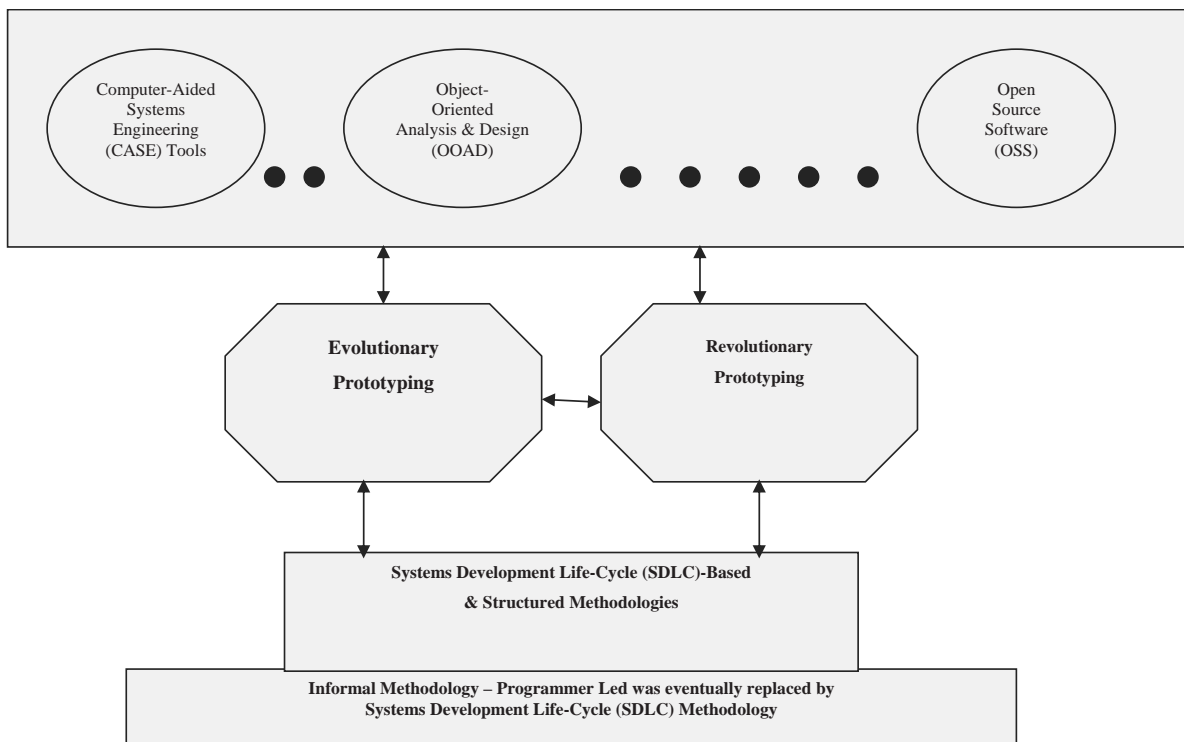 Computer-Aided
Systems
Engineering
(CASE) Tools
Object-
Oriented
Analysis & Design
(OOAD)
Open
Source
Software
(OSS)
Evolutionary
Prototyping
Revolutionary
Prototyping
Systems Development Life-Cycle (SDLC)-Based
& Structured Methodologies
Informal Methodology – Programmer Led was eventually replaced by
Systems Development Life-Cycle (SDLC) Methodology